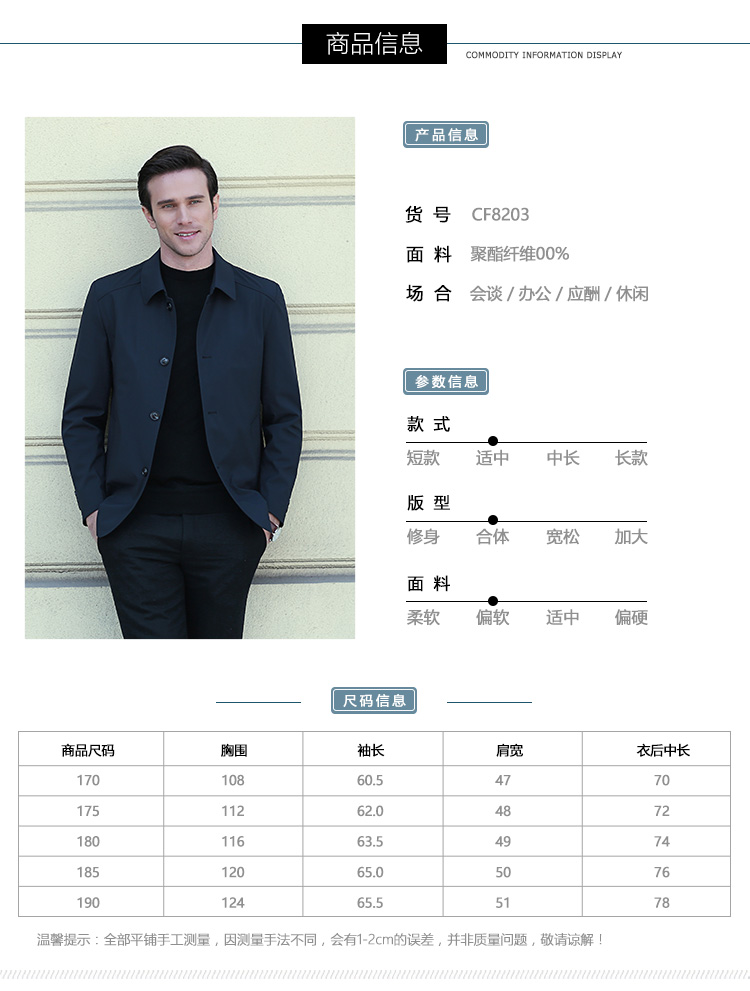 商品信息
COMMODITY INFORMATION DISPLAY
产品信息
货 号 CF8203
面 料 聚酯纤维00%
场 合 会谈 / 办公 / 应酬 / 休闲
参数信息
款 式
短款 适中 中长 长款
版 型
修身 合体 宽松 加大
面 料
柔软 偏软 适中 偏硬
尺码信息
商品尺码 胸围 袖长 肩宽 衣后中长
170 108 60.5 47 70
175 112 62.0 48 72
180 116 63.5 49 74
185 120 65.0 50 76
190 124 65.5 51 78
温馨提示：全部平铺手工测量，因测量手法不同，会有1-2cm的误差，并非质量问题，敬请谅解！